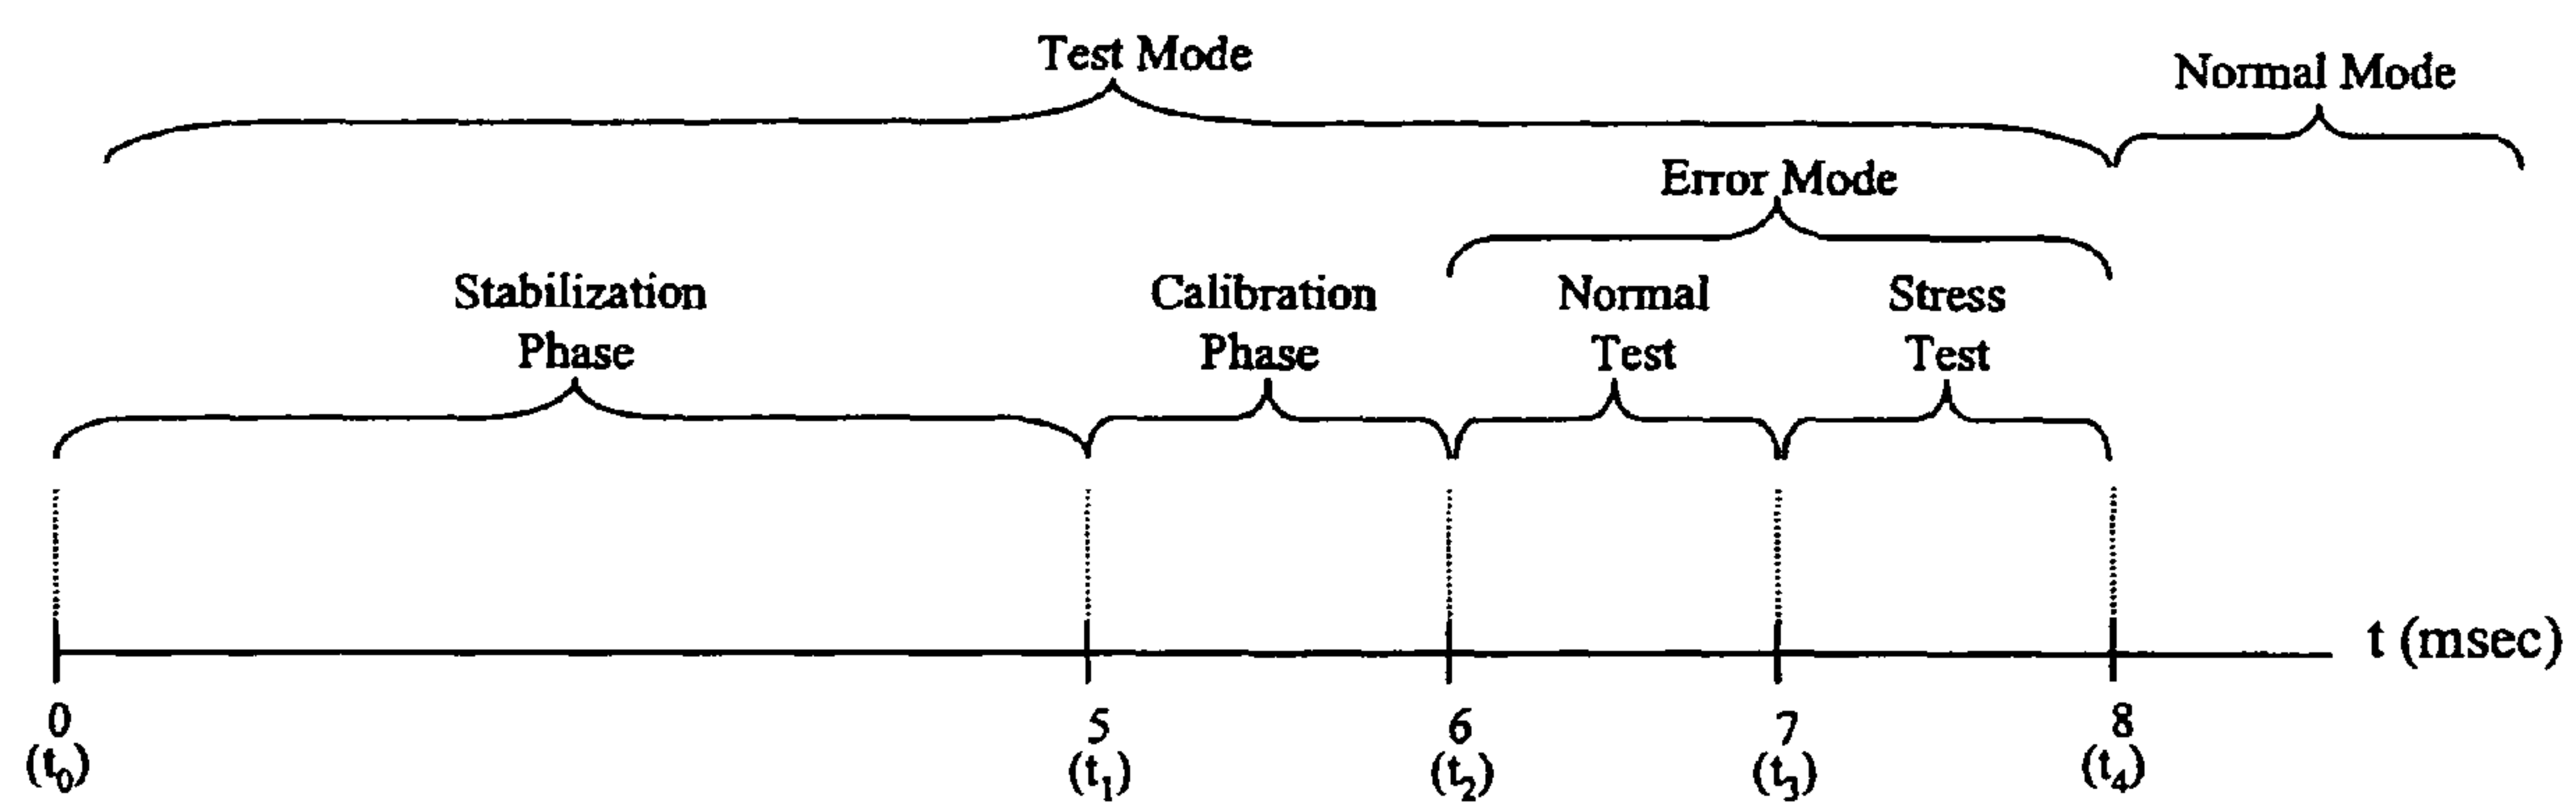 Test Mode
Normal Mode
Error Mode
Stabilization
Phase
Calibration
Phase
Normal
Test
Stress
Test
t (msec)
0
(t₀)
5
(t₁)
6
(t₂)
7
(t₃)
8
(t₄)